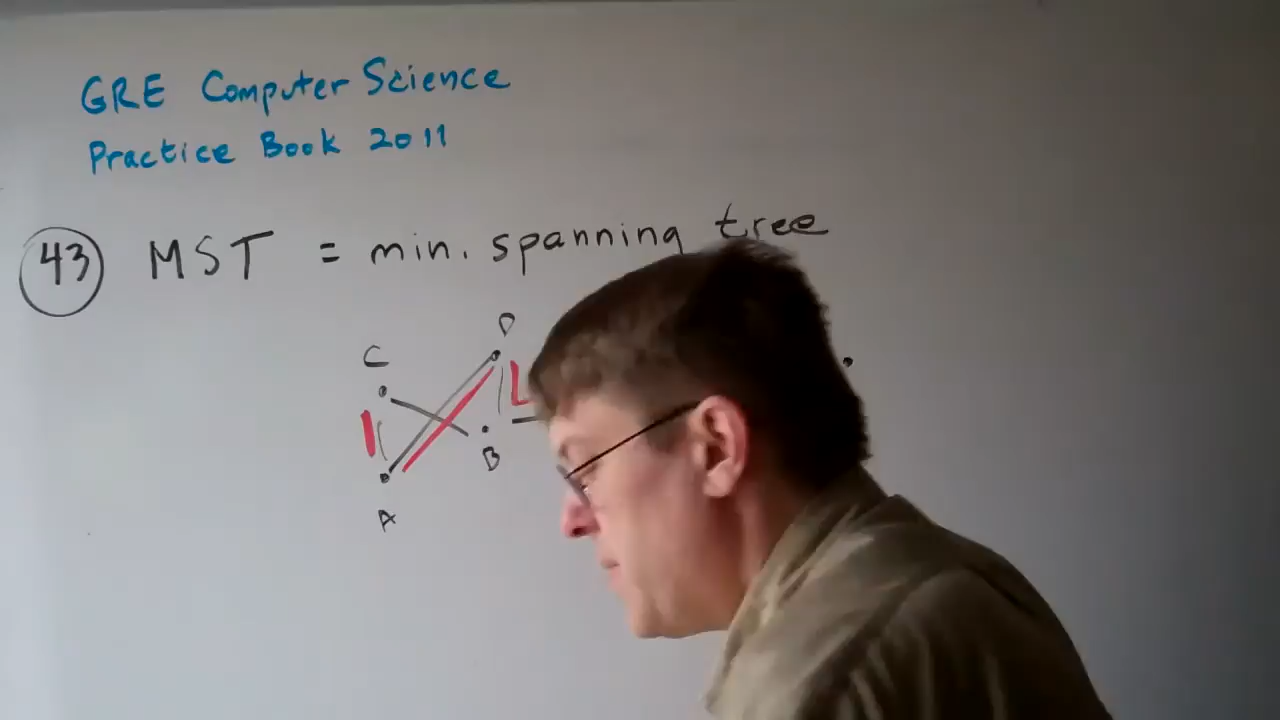 GRE Computer Science
Practice Book 2011
43 MST = min. spanning tree
C D
B
A